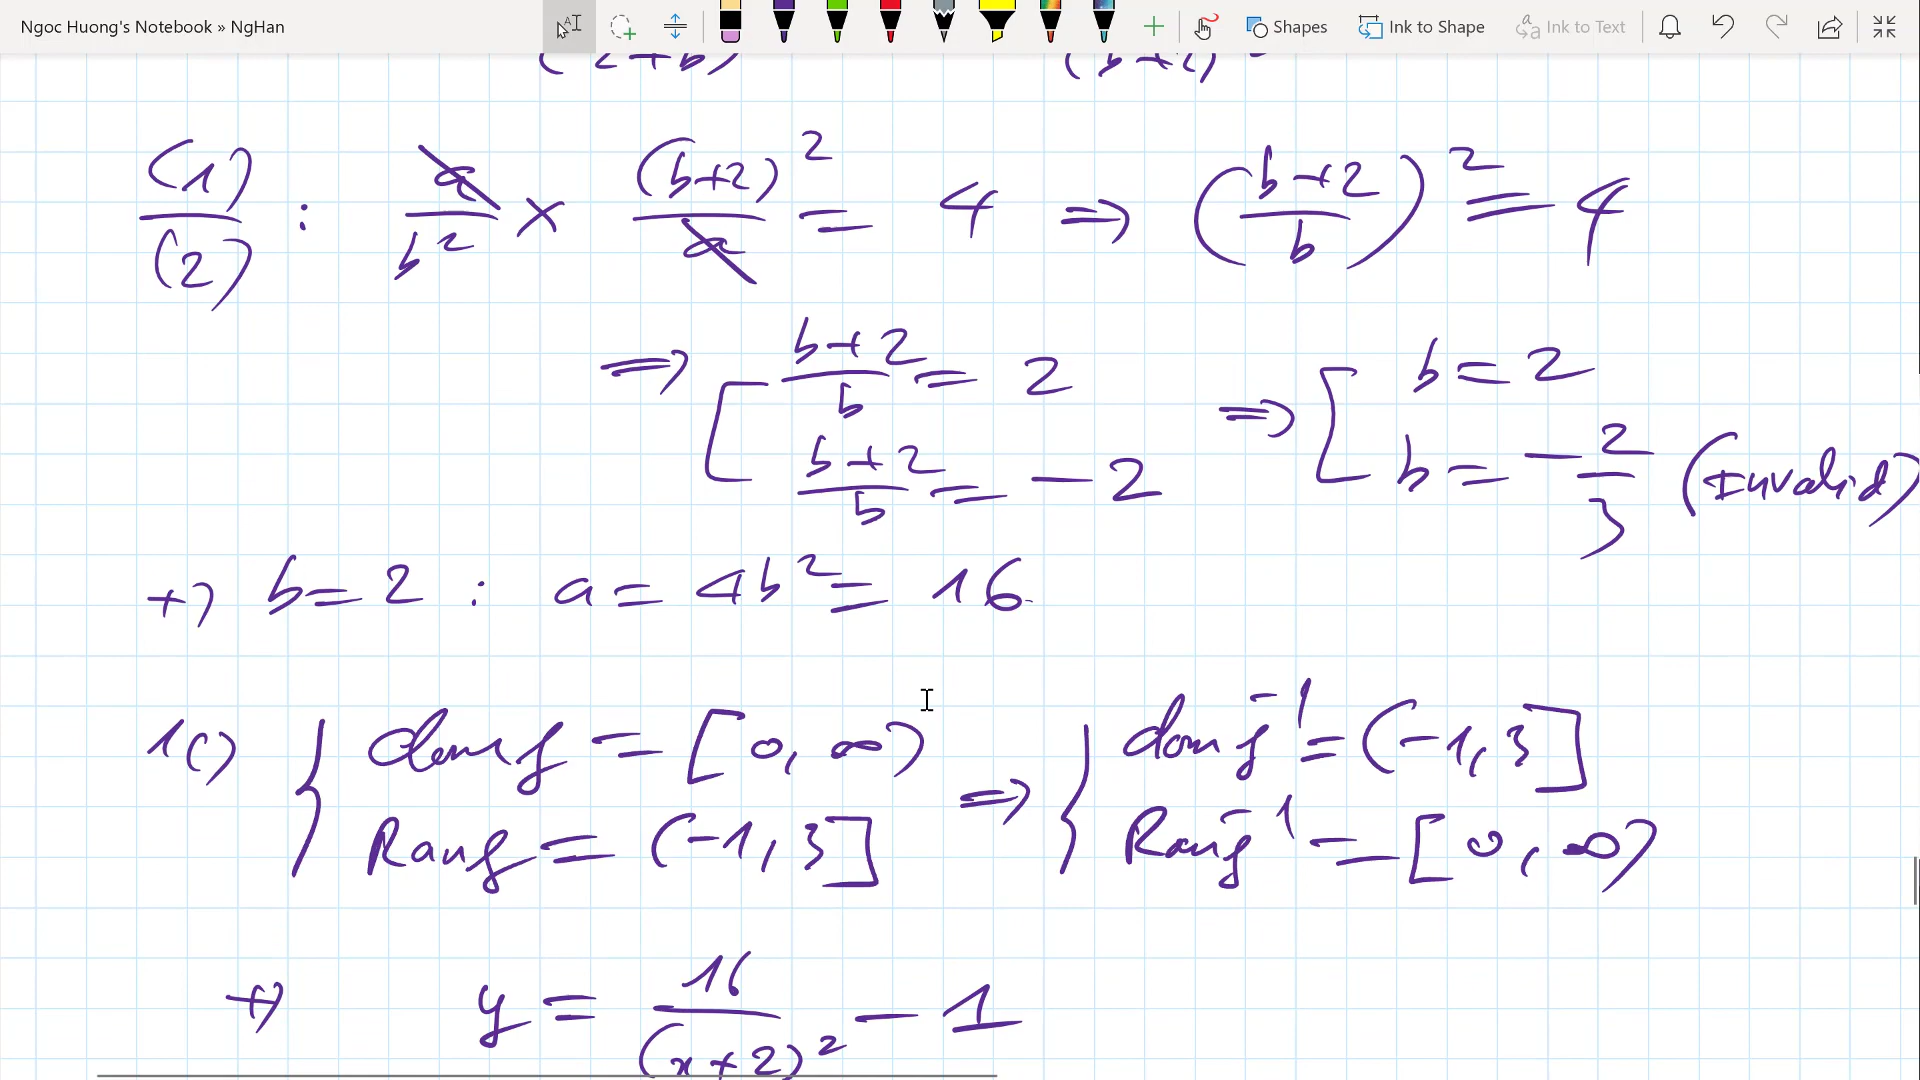 Ngoc Huong's Notebook » NgHan
Shapes
Ink to Shape
Ink to Text
(2+b) (b+2)
(1)/(2) : a/b² × (b+2)²/a = 4 => ((b+2)/b)² = 4
=> [ (b+2)/b = 2 => [ b = 2
(b+2)/b = -2 b = -2/3 (Invalid)
+) b = 2 : a = 4b² = 16
1c) { dom f = [0, ∞) => { dom f⁻¹ = (-1, 3]
Ran f = (-1, 3] Ran f⁻¹ = [0, ∞)
+) y = 16/(x+2)² - 1